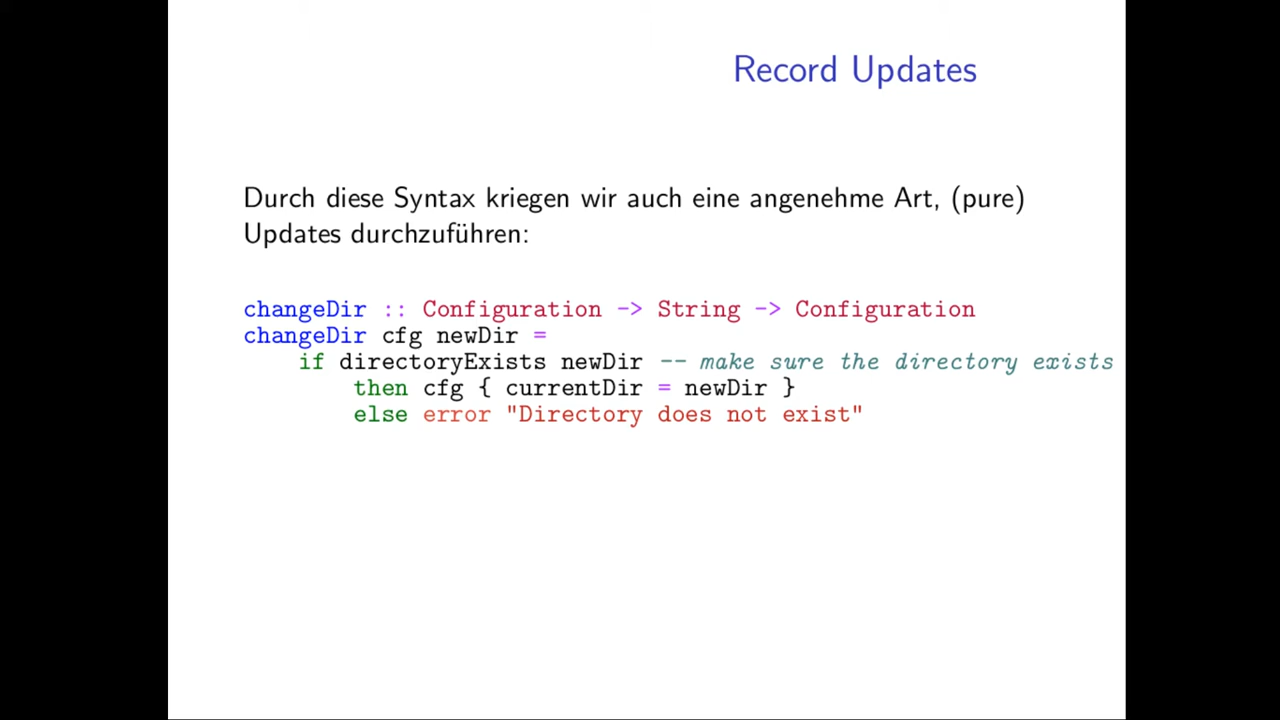 Record Updates
Durch diese Syntax kriegen wir auch eine angenehme Art, (pure)
Updates durchzuführen:
changeDir :: Configuration -> String -> Configuration
changeDir cfg newDir =
    if directoryExists newDir -- make sure the directory exists
        then cfg { currentDir = newDir }
        else error "Directory does not exist"